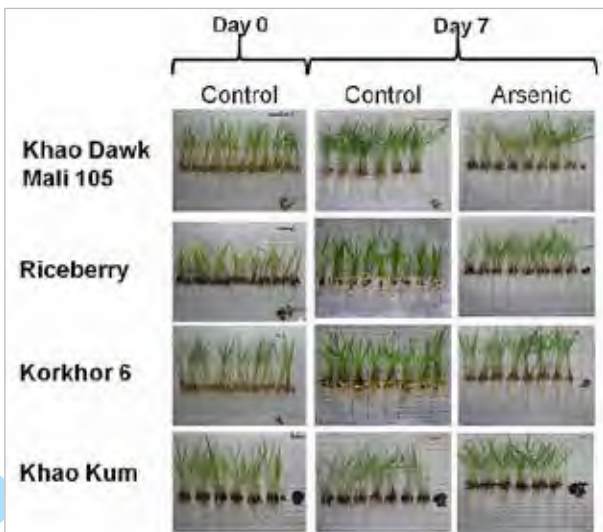 Day 0 Day 7
Control Control Arsenic
Khao Dawk
Mali 105
Riceberry
Korkhor 6
Khao Kum